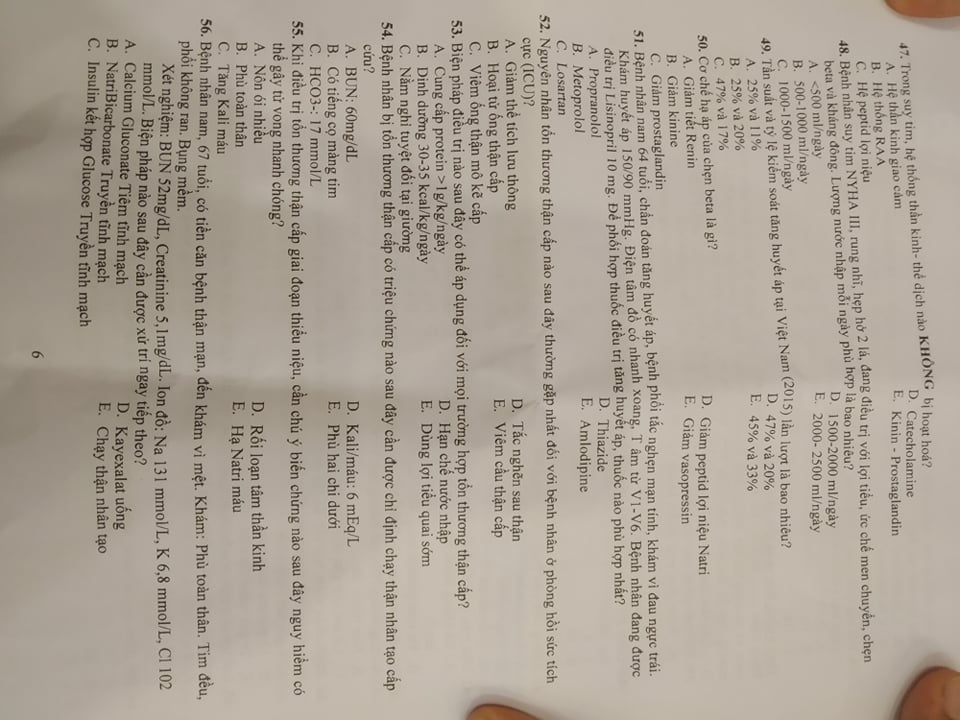 47. Trong suy tim, hệ thống thần kinh- thể dịch nào KHÔNG bị hoạt hoá?
A. Hệ thần kinh giao cảm
D. Catecholamine
B. Hệ thống RAA
E. Kinin - Prostaglandin
C. Hệ peptid lợi niệu
48. Bệnh nhân suy tim NYHA III, rung nhĩ, hẹp hở 2 lá, đang điều trị với lợi tiểu, ức chế men chuyển, chẹn
beta và kháng đông. Lượng nước nhập mỗi ngày phù hợp là bao nhiêu?
A. <500 ml/ngày
D. 1500-2000 ml/ngày
B. 500-1000 ml/ngày
E. 2000- 2500 ml/ngày
C. 1000-1500 ml/ngày
49. Tần suất và tỷ lệ kiểm soát tăng huyết áp tại Việt Nam (2015) lần lượt là bao nhiêu?
A. 25% và 11%
D. 47% và 20%
B. 25% và 20%
E. 45% và 33%
C. 47% và 17%
50. Cơ chế hạ áp của chẹn beta là gì?
A. Giảm tiết Renin
D. Giảm peptid lợi niệu Natri
B. Giảm kinine
E. Giảm vasopressin
C. Giảm prostaglandin
51. Bệnh nhân nam 64 tuổi, chẩn đoán tăng huyết áp, bệnh phổi tắc nghẹn mạn tính, khám vì đau ngực trái.
Khám huyết áp 150/90 mmHg. Điện tâm đồ có nhanh xoang, T âm từ V1-V6. Bệnh nhân đang được
điều trị Lisinopril 10 mg. Để phối hợp thuốc điều trị tăng huyết áp, thuốc nào phù hợp nhất?
A. Propranolol
D. Thiazide
B. Metoprolol
E. Amlodipine
C. Losartan
52. Nguyên nhân tổn thương thận cấp nào sau đây thường gặp nhất đối với bệnh nhân ở phòng hồi sức tích
cực (ICU)?
A. Giảm thể tích lưu thông
D. Tắc nghẽn sau thận
B. Hoại tử ống thận cấp
E. Viêm cầu thận cấp
C. Viêm ống thận mô kẽ cấp
53. Biện pháp điều trị nào sau đây có thể áp dụng đối với mọi trường hợp tổn thương thận cấp?
A. Cung cấp protein >1g/kg/ngày
D. Hạn chế nước nhập
B. Dinh dưỡng 30-35 kcal/kg/ngày
E. Dùng lợi tiểu quai sớm
C. Nằm nghỉ tuyệt đối tại giường
54. Bệnh nhân bị tổn thương thận cấp có triệu chứng nào sau đây cần được chỉ định chạy thận nhân tạo cấp
cứu?
A. BUN: 60mg/dL
D. Kali/máu: 6 mEq/L
B. Có tiếng cọ màng tim
E. Phù hai chi dưới
C. HCO3-: 17 mmol/L
55. Khi điều trị tổn thương thận cấp giai đoạn thiểu niệu, cần chú ý biến chứng nào sau đây nguy hiểm có
thể gây tử vong nhanh chóng?
A. Nôn ói nhiều
D. Rối loạn tâm thần kinh
B. Phù toàn thân
E. Hạ Natri máu
C. Tăng Kali máu
56. Bệnh nhân nam, 67 tuổi, có tiền căn bệnh thận mạn, đến khám vì mệt. Khám: Phù toàn thân. Tim đều,
phổi không ran. Bụng mềm.
Xét nghiệm: BUN 52mg/dL, Creatinine 5,1mg/dL. Ion đồ: Na 131 mmol/L, K 6,8 mmol/L, Cl 102
mmol/L. Biện pháp nào sau đây cần được xử trí ngay tiếp theo?
A. Calcium Gluconate Tiêm tĩnh mạch
D. Kayexalat uống
B. NatriBicarbonate Truyền tĩnh mạch
E. Chạy thận nhân tạo
C. Insulin kết hợp Glucose Truyền tĩnh mạch
6